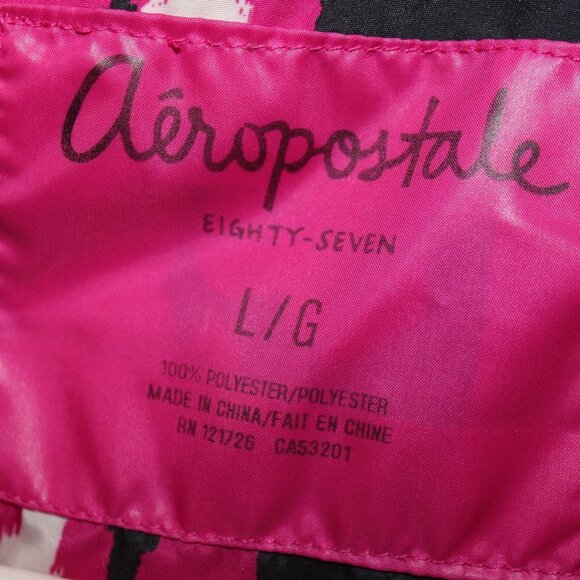 aéropostale
EIGHTY-SEVEN
L/G
100% POLYESTER/POLYESTER
MADE IN CHINA/FAIT EN CHINE
RN 121726 CA53201